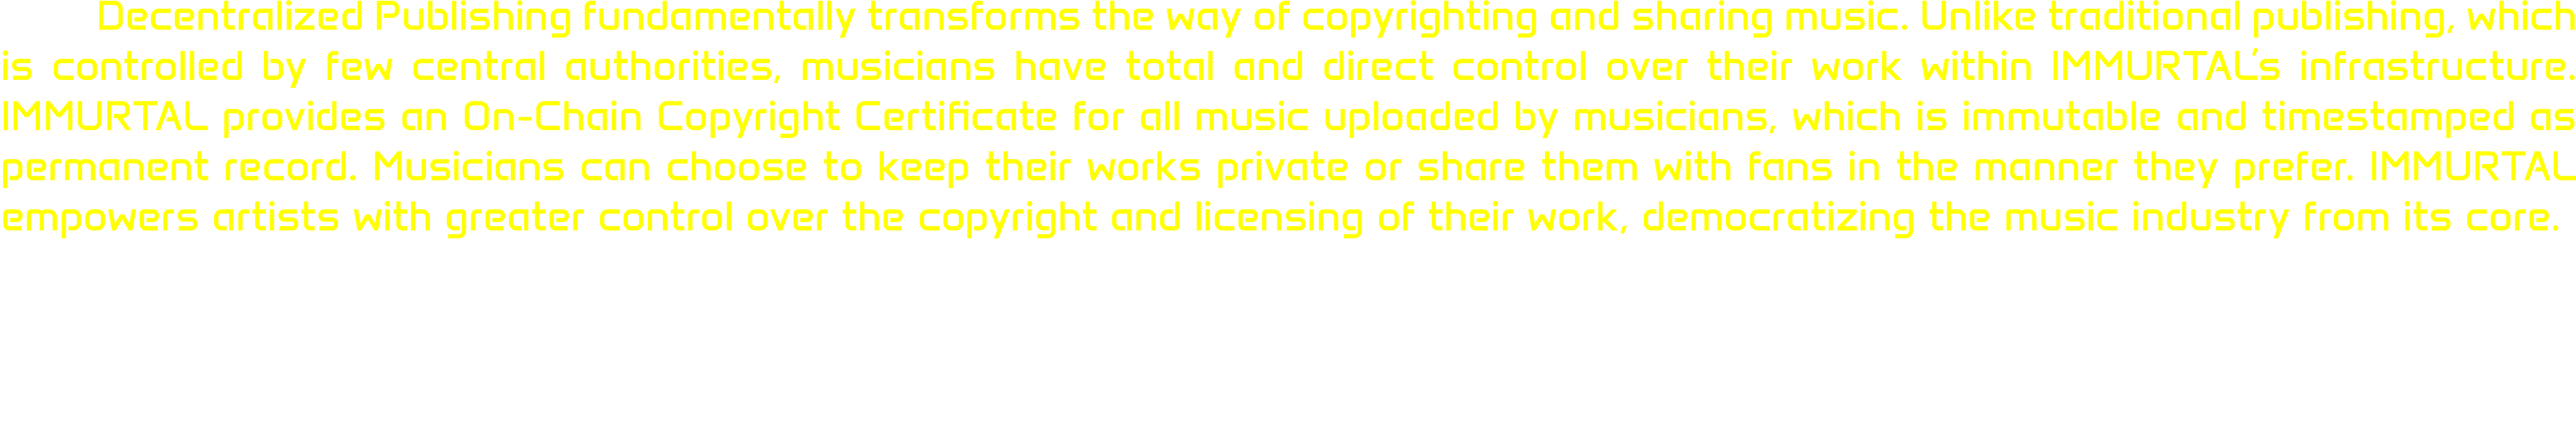 Decentralized Publishing fundamentally transforms the way of copyrighting and sharing music. Unlike traditional publishing, which
is controlled by few central authorities, musicians have total and direct control over their work within IMMURTAL's infrastructure.
IMMURTAL provides an On-Chain Copyright Certificate for all music uploaded by musicians, which is immutable and timestamped as
permanent record. Musicians can choose to keep their works private or share them with fans in the manner they prefer. IMMURTAL
empowers artists with greater control over the copyright and licensing of their work, democratizing the music industry from its core.